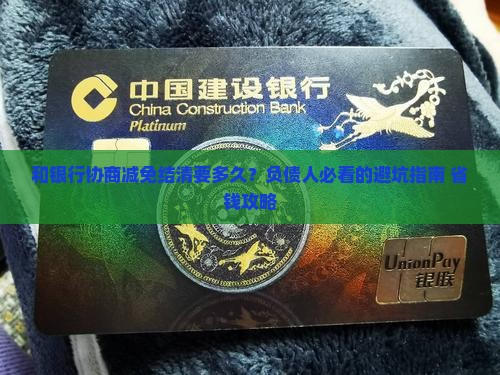 中国建设银行
China Construction Bank
Platinum
和银行协商减免结清要多久？负债人必看的避坑指南 省
钱攻略
UnionPay
银联